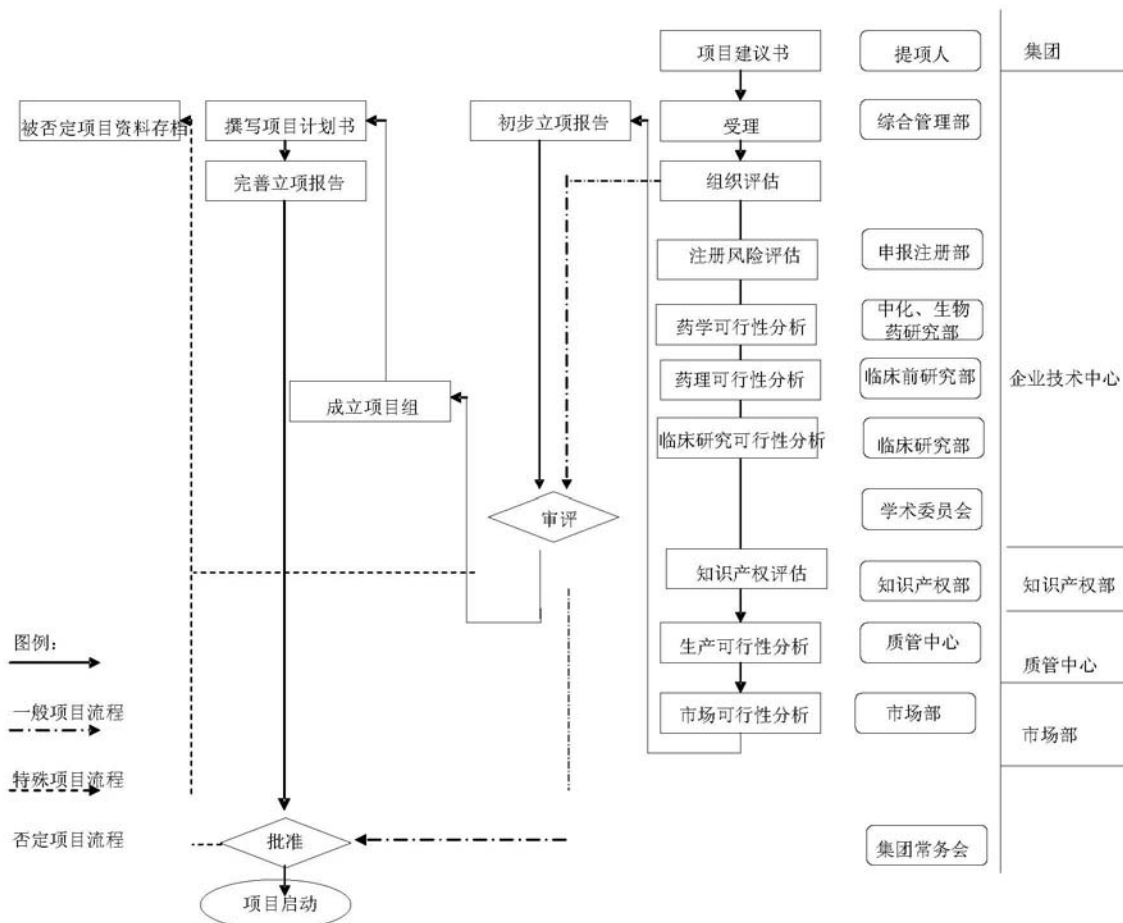 项目建议书
提项人
集团
被否定项目资料存档
撰写项目计划书
初步立项报告
受理
综合管理部
完善立项报告
组织评估
注册风险评估
申报注册部
药学可行性分析
中化、生物
药研究部
药理可行性分析
临床前研究部
企业技术中心
成立项目组
临床研究可行性分析
临床研究部
审评
学术委员会
知识产权评估
知识产权部
知识产权部
图例：
生产可行性分析
质管中心
质管中心
一般项目流程
市场可行性分析
市场部
市场部
特殊项目流程
否定项目流程
批准
集团常务会
项目启动